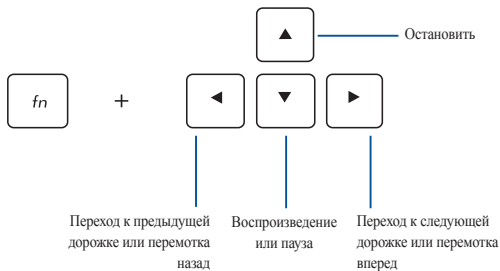 Остановить
fn +
Переход к предыдущей
дорожке или перемотка
назад
Воспроизведение
или пауза
Переход к следующей
дорожке или перемотка
вперед